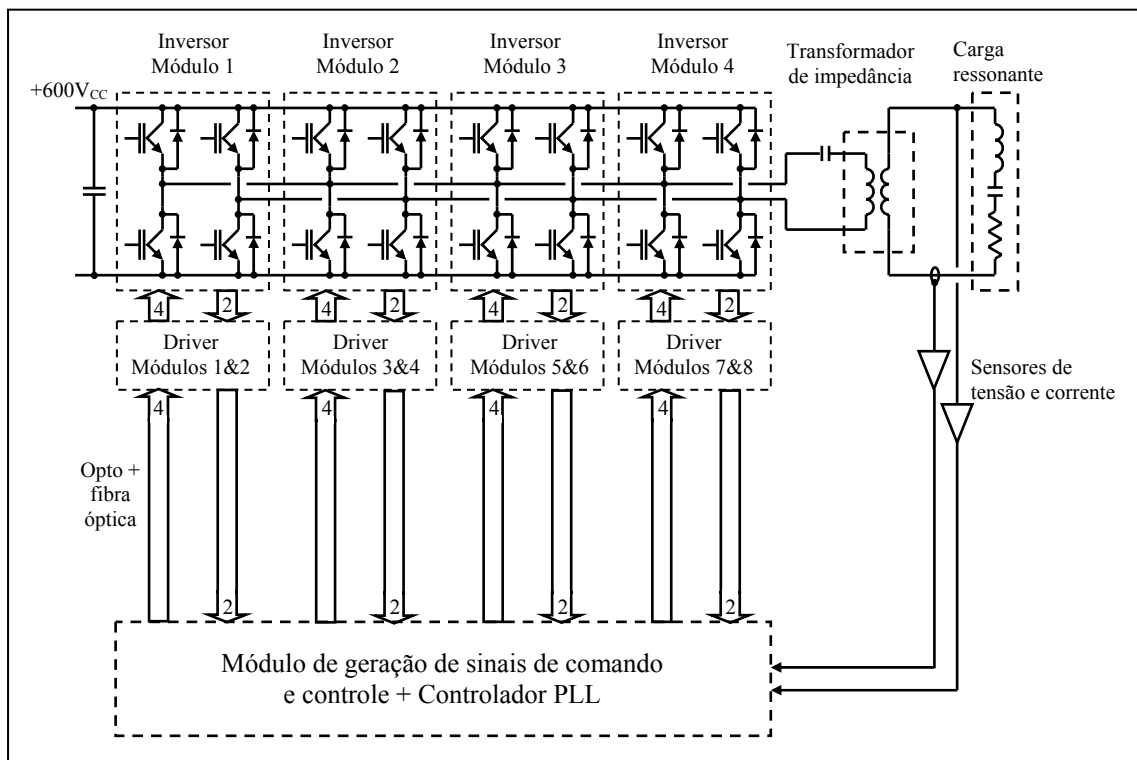 Inversor
Módulo 1
Inversor
Módulo 2
Inversor
Módulo 3
Inversor
Módulo 4
Transformador
de impedância
Carga
ressonante
+600VCC
4
2
4
2
4
2
4
2
Driver
Módulos 1&2
Driver
Módulos 3&4
Driver
Módulos 5&6
Driver
Módulos 7&8
Sensores de
tensão e corrente
4
4
4
4
Opto +
fibra
óptica
2
2
2
2
Módulo de geração de sinais de comando
e controle + Controlador PLL